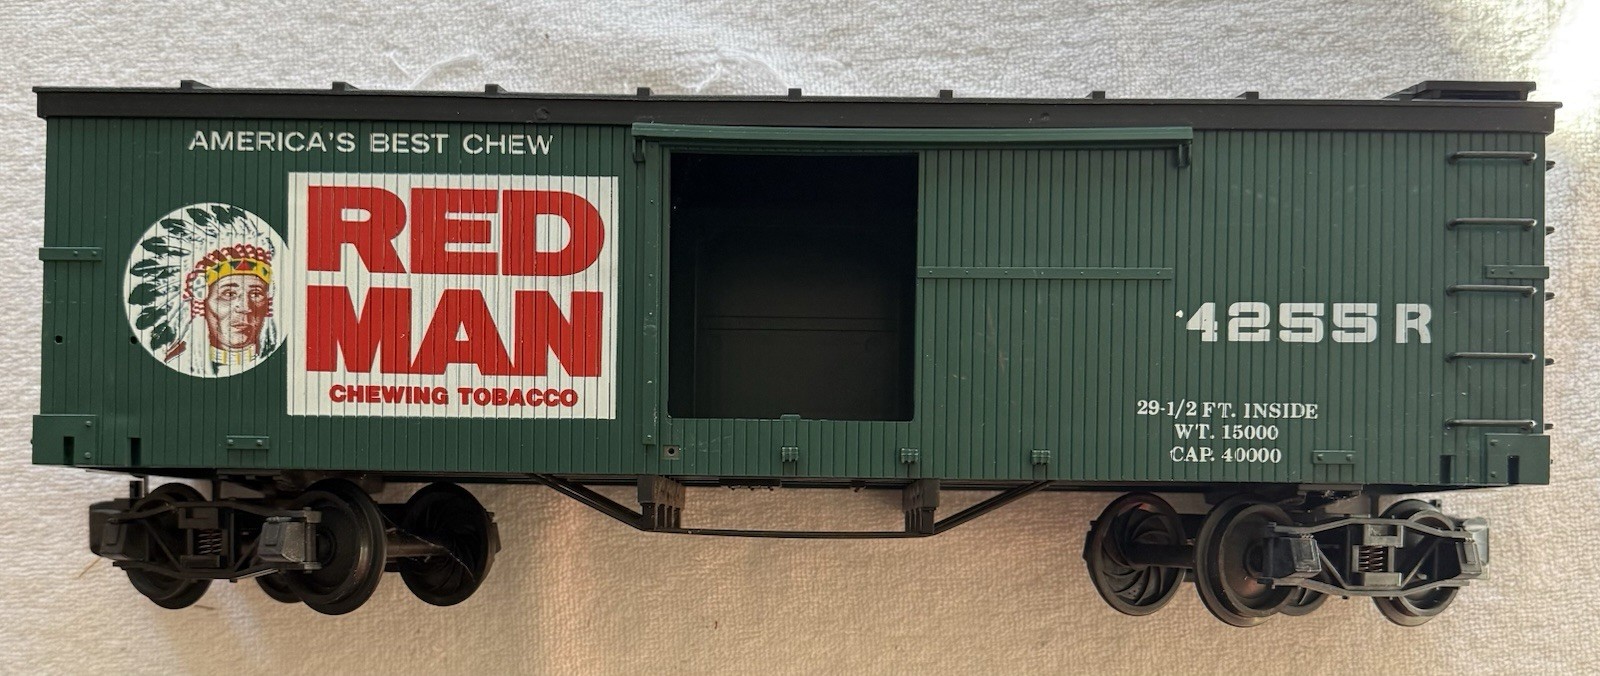 AMERICA'S BEST CHEW
RED
MAN
CHEWING TOBACCO
4255 R
29-1/2 FT. INSIDE
WT. 15000
CAP. 40000